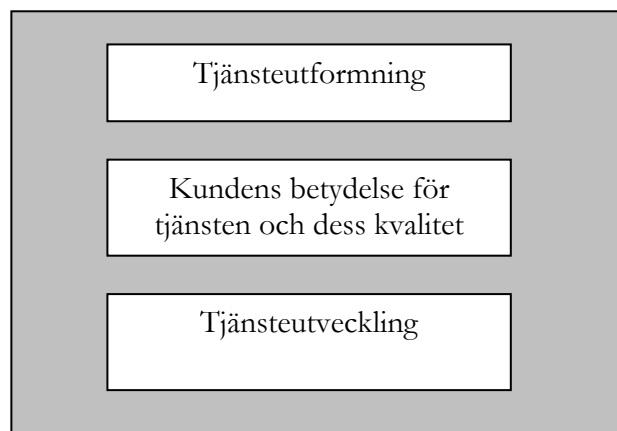 Tjänsteutformning
Kundens betydelse för
tjänsten och dess kvalitet
Tjänsteutveckling